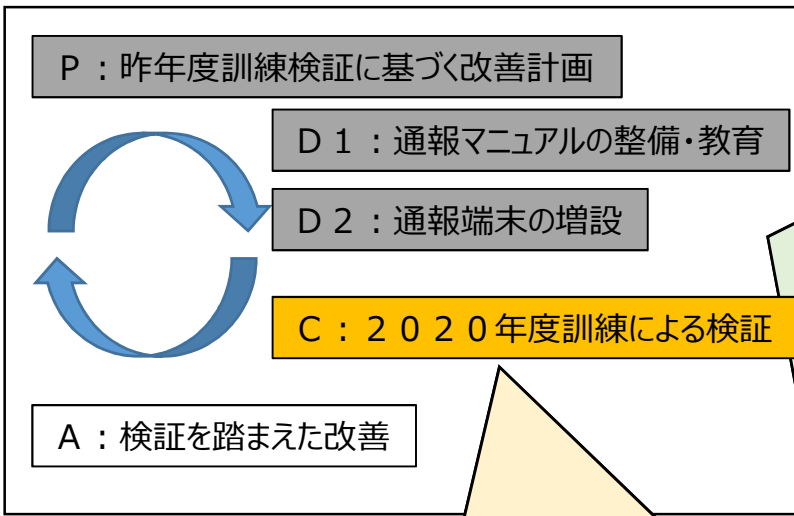 P：昨年度訓練検証に基づく改善計画
D１：通報マニュアルの整備・教育
D２：通報端末の増設
C：２０２０年度訓練による検証
A：検証を踏まえた改善